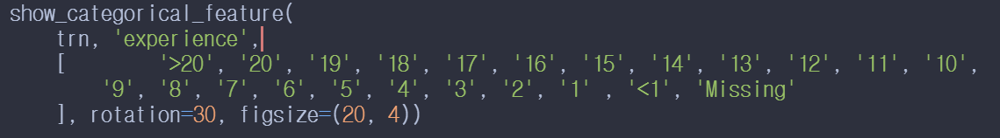 show_categorical_feature(
    trn, 'experience',
    [       '>20', '20', '19', '18', '17', '16', '15', '14', '13', '12', '11', '10',
        '9', '8', '7', '6', '5', '4', '3', '2', '1' , '<1', 'Missing'
    ], rotation=30, figsize=(20, 4))